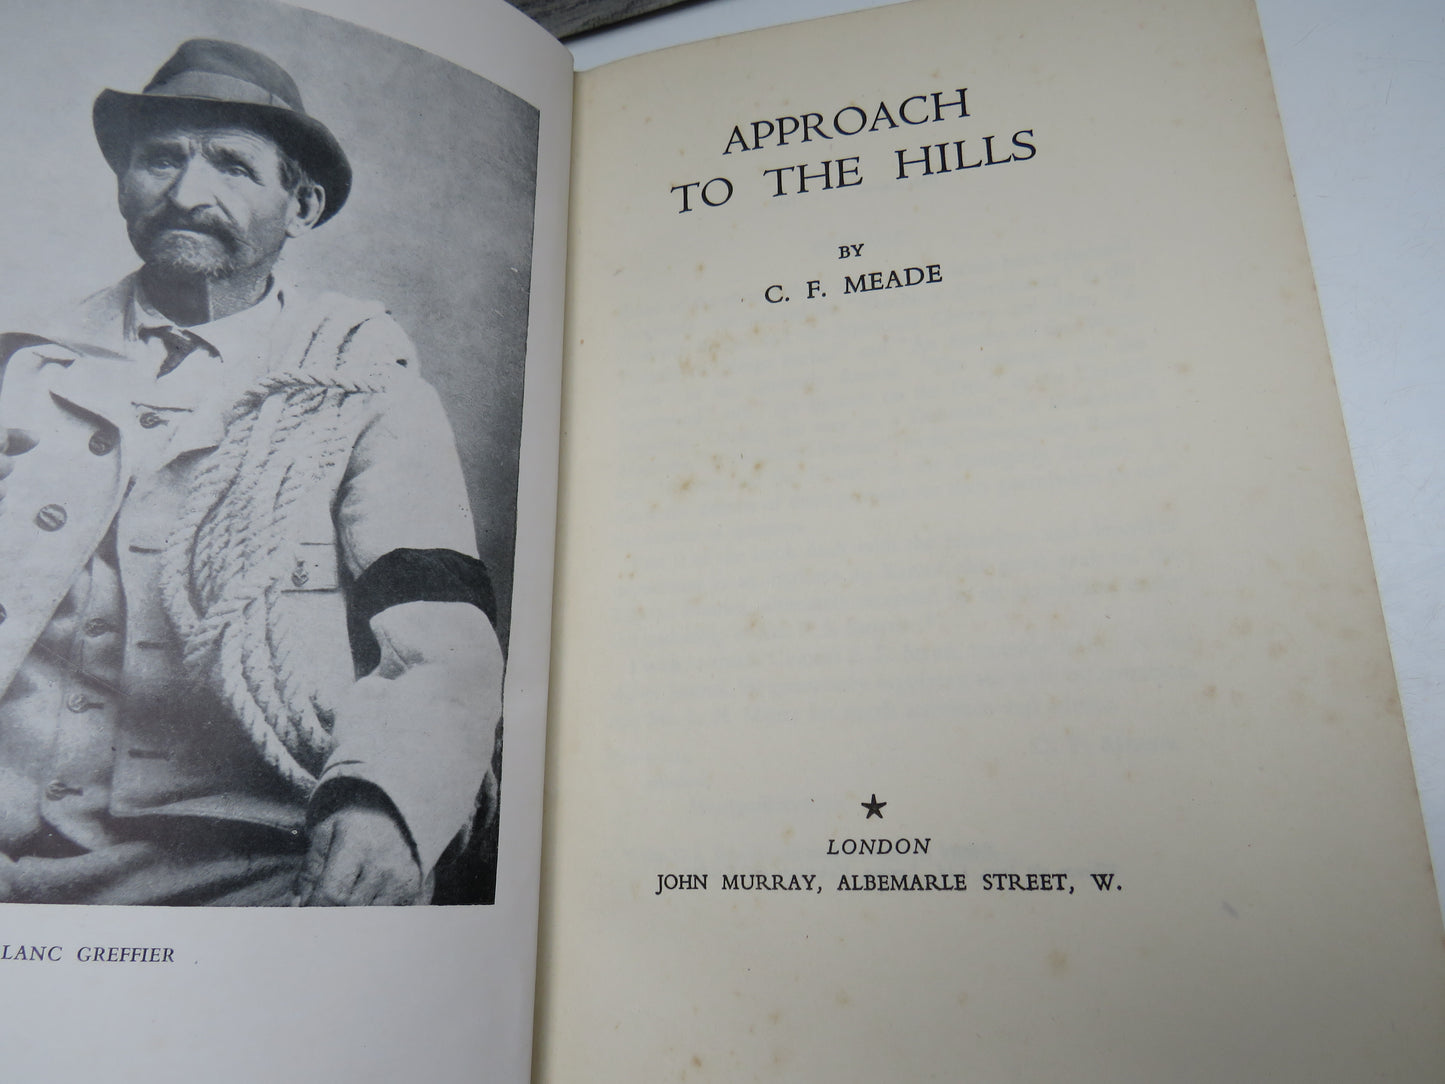 LANC GREFFIER
APPROACH
TO THE HILLS
BY
C. F. MEADE
LONDON
JOHN MURRAY, ALBEMARLE STREET, W.